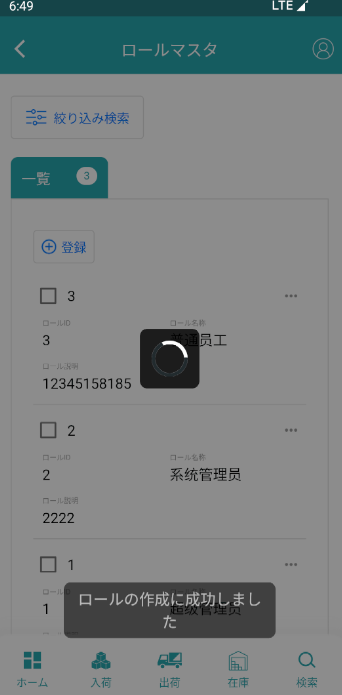 6:49
LTE
ロールマスタ
絞り込み検索
一覧
3
登録
3
ロールID
ロール名称
3
普通员工
ロール説明
12345158185
2
ロールID
ロール名称
2
系统管理员
ロール説明
2222
1
1
超级管理员
ロールの作成に成功しまし
た
ホーム
入荷
出荷
在庫
検索